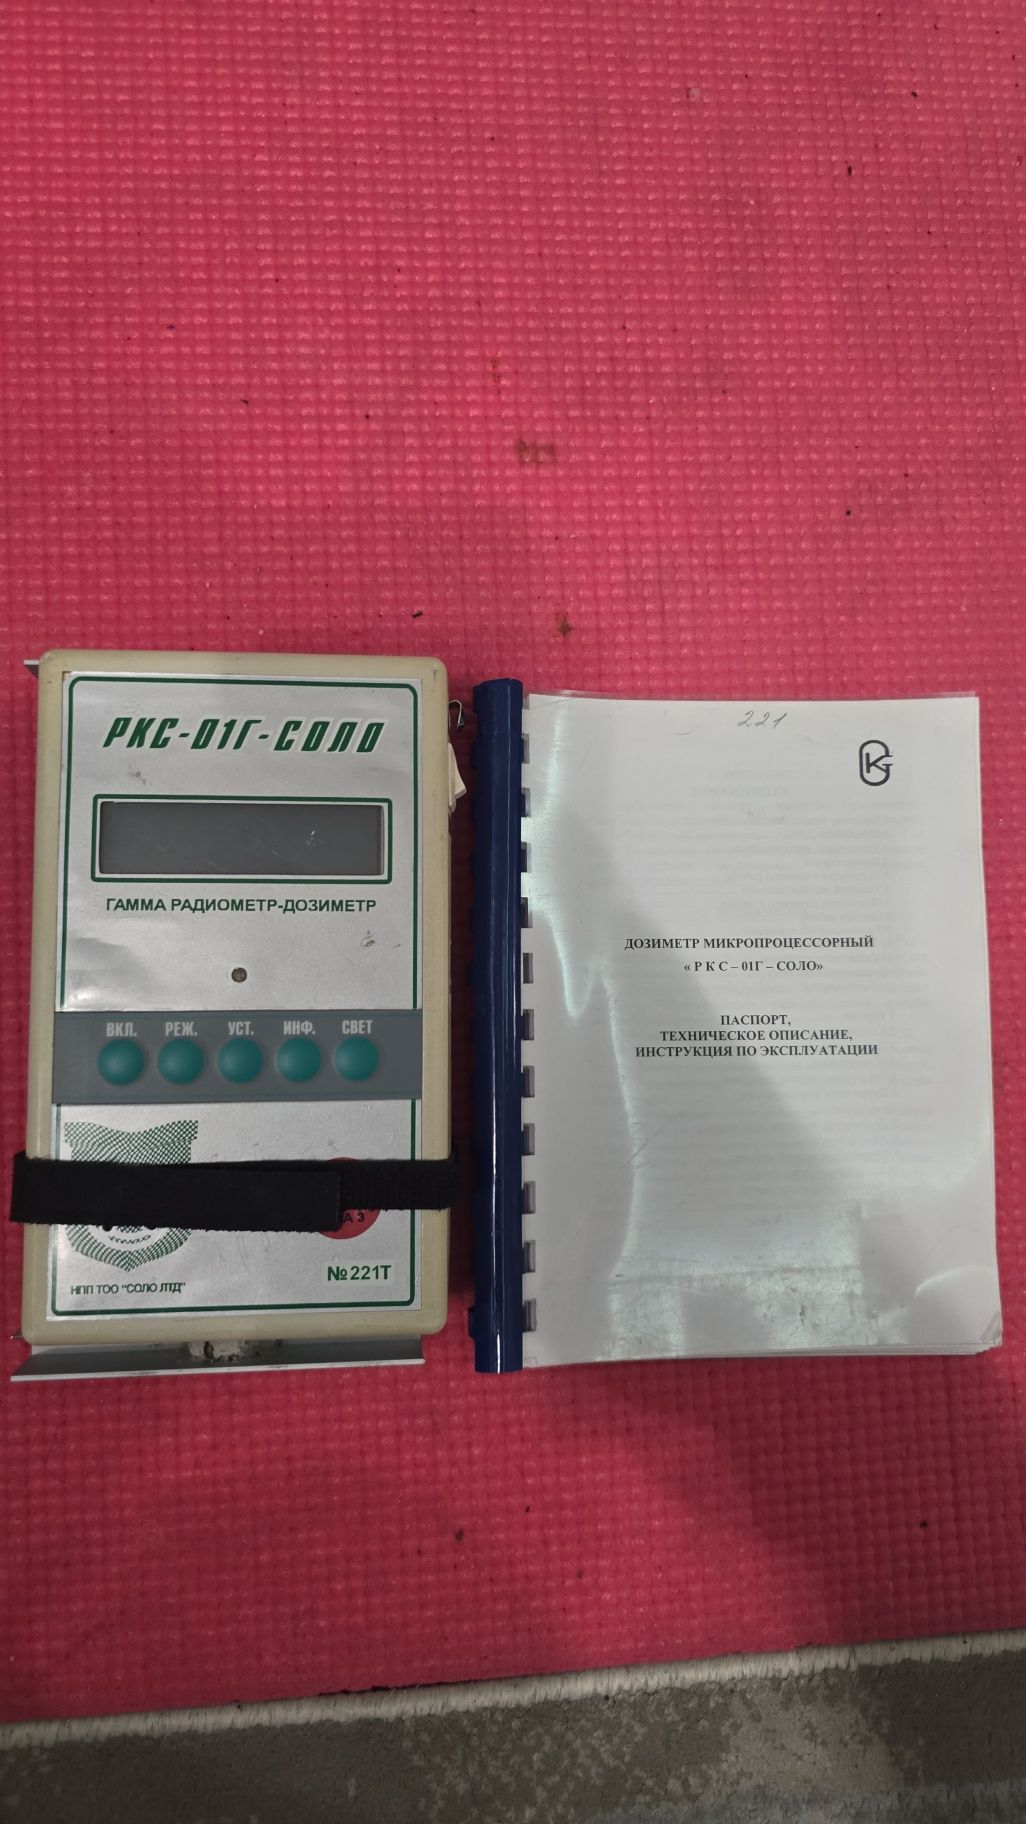 РКС-01Г-СОЛО
ГАММА РАДИОМЕТР-ДОЗИМЕТР
ВКЛ. РЕЖ. УСТ. ИНФ. СВЕТ
№221Т
НПП ТОО "СОЛО ЛТД"
221
ДОЗИМЕТР МИКРОПРОЦЕССОРНЫЙ
« Р К С – 01Г – СОЛО»
ПАСПОРТ,
ТЕХНИЧЕСКОЕ ОПИСАНИЕ,
ИНСТРУКЦИЯ ПО ЭКСПЛУАТАЦИИ